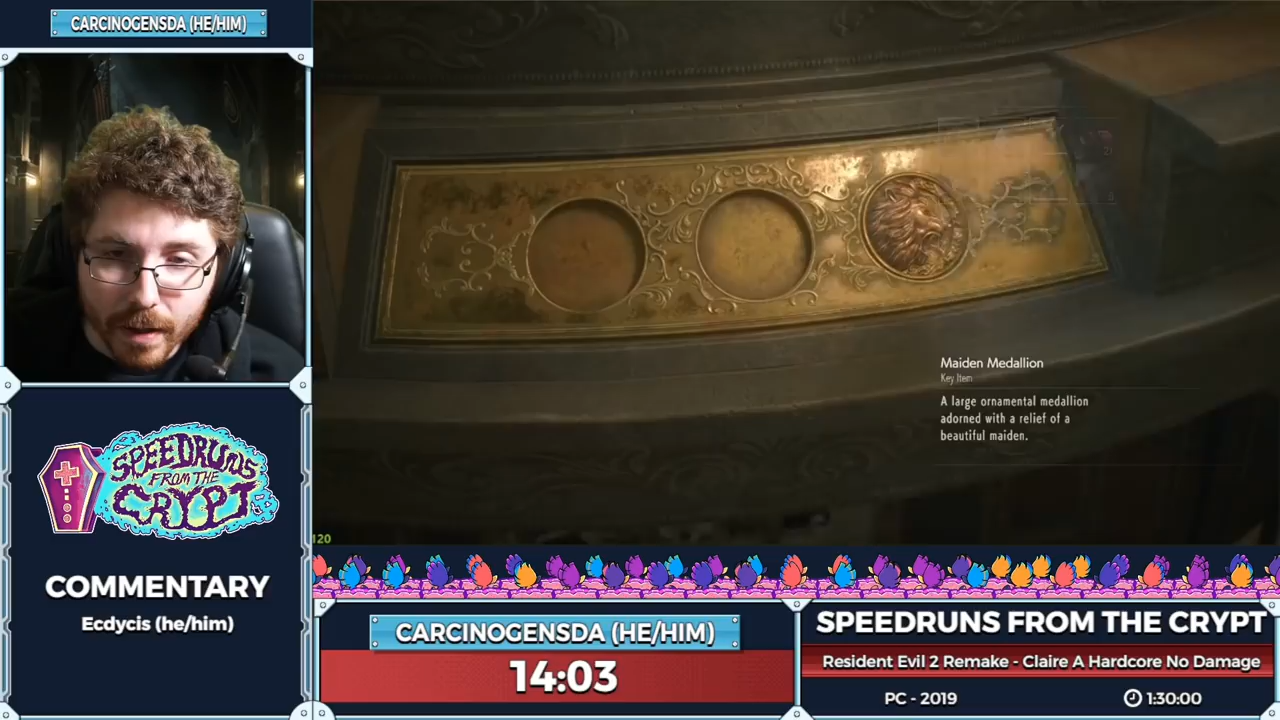 CARCINOGENSDA (HE/HIM)
Maiden Medallion
Key Item
A large ornamental medallion
adorned with a relief of a
beautiful maiden.
SPEEDRUNS
FROM THE
CRYPT
120
COMMENTARY
Ecdycis (he/him)
CARCINOGENSDA (HE/HIM)
14:03
SPEEDRUNS FROM THE CRYPT
Resident Evil 2 Remake - Claire A Hardcore No Damage
PC - 2019
1:30:00